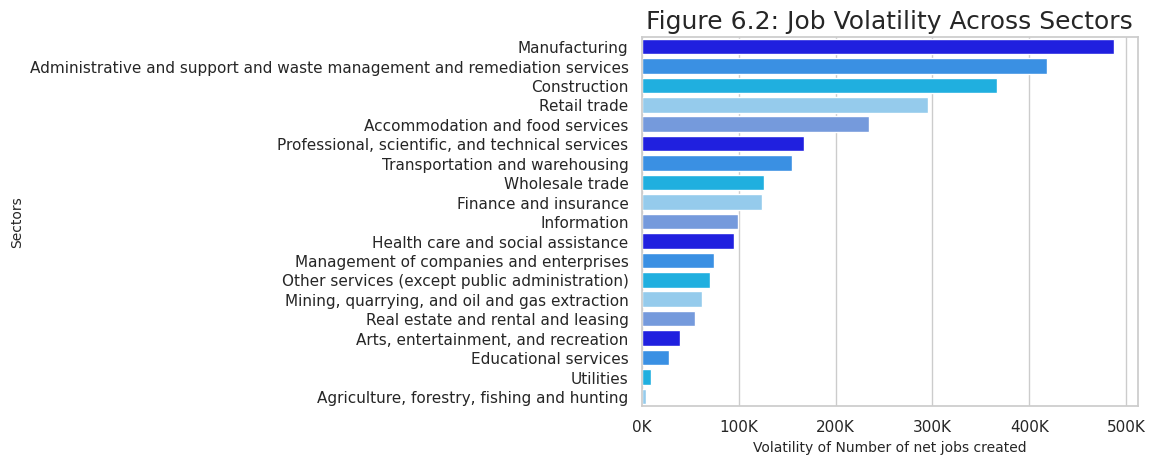 Figure 6.2: Job Volatility Across Sectors
Sectors
Manufacturing
Administrative and support and waste management and remediation services
Construction
Retail trade
Accommodation and food services
Professional, scientific, and technical services
Transportation and warehousing
Wholesale trade
Finance and insurance
Information
Health care and social assistance
Management of companies and enterprises
Other services (except public administration)
Mining, quarrying, and oil and gas extraction
Real estate and rental and leasing
Arts, entertainment, and recreation
Educational services
Utilities
Agriculture, forestry, fishing and hunting
0K 100K 200K 300K 400K 500K
Volatility of Number of net jobs created